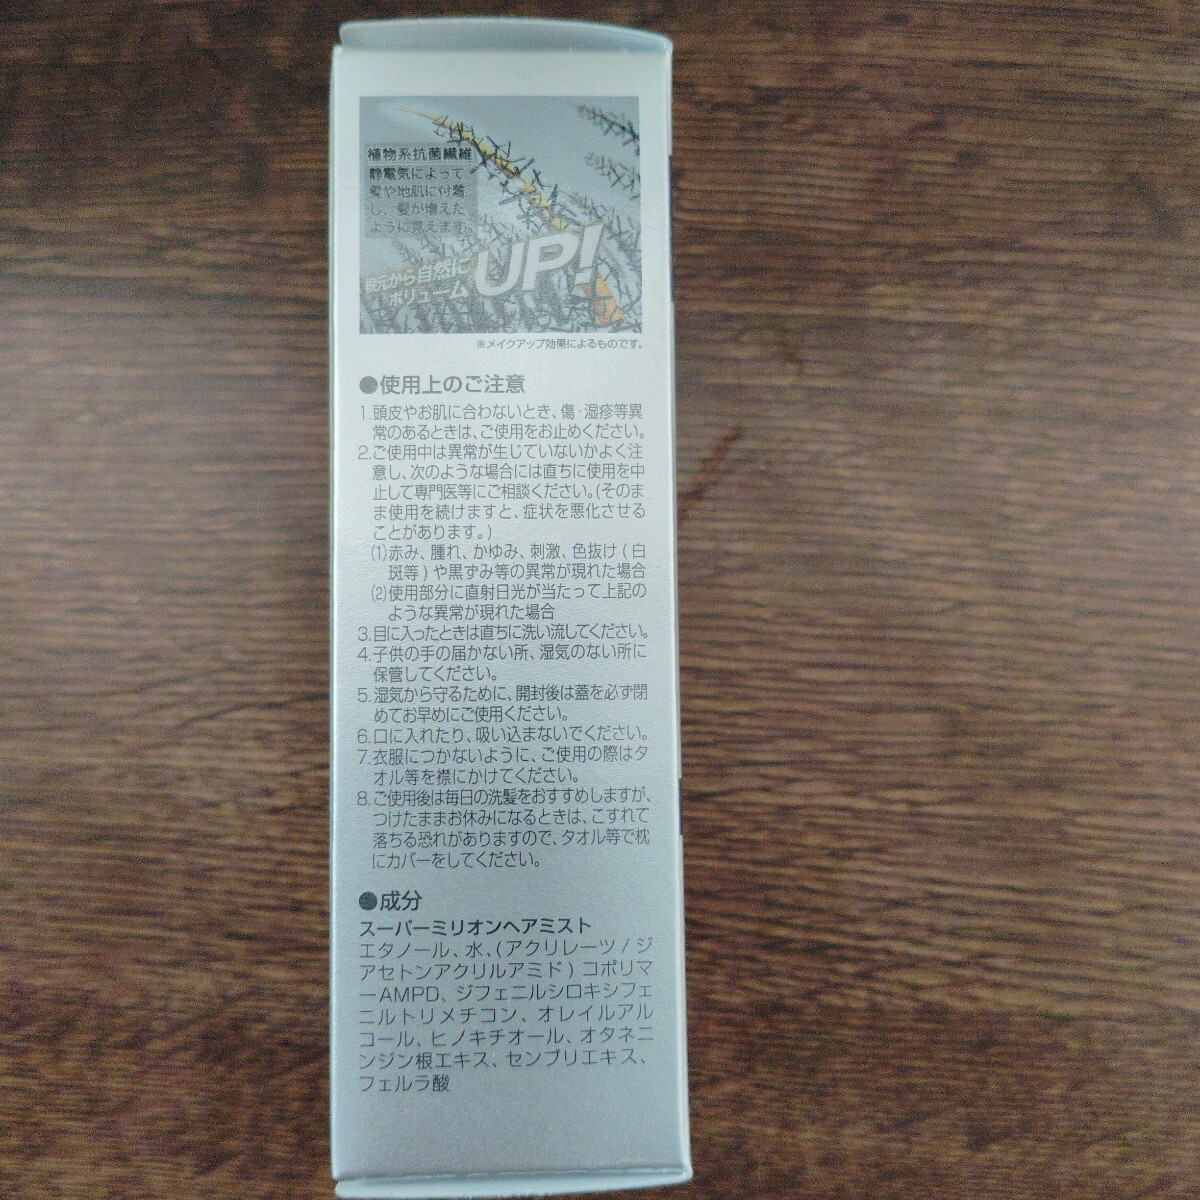 植物系抗菌繊維
静電気によって
髪や地肌に付着
し、髪が増えた
ように見えます。
根元から自然に
ボリューム
UP!
※メイクアップ効果によるものです。
●使用上のご注意
1.頭皮やお肌に合わないとき、傷・湿疹等異
常のあるときは、ご使用をお止めください。
2.ご使用中は異常が生じていないかよく注
意し、次のような場合には直ちに使用を中
止して専門医等にご相談ください。(そのま
ま使用を続けますと、症状を悪化させる
ことがあります。)
(1)赤み、腫れ、かゆみ、刺激、色抜け(白
斑等)や黒ずみ等の異常が現れた場合
(2)使用部分に直射日光が当たって上記の
ような異常が現れた場合
3.目に入ったときは直ちに洗い流してください。
4.子供の手の届かない所、湿気のない所に
保管してください。
5.湿気から守るために、開封後は蓋を必ず閉
めてお早めにご使用ください。
6.口に入れたり、吸い込まないでください。
7.衣服につかないように、ご使用の際はタ
オル等を襟にかけてください。
8.ご使用後は毎日の洗髪をおすすめしますが、
つけたままお休みになるときは、こすれて
落ちる恐れがありますので、タオル等で枕
にカバーをしてください。
●成分
スーパーミリオンヘアミスト
エタノール、水、(アクリレーツ/ジ
アセトンアクリルアミド)コポリマ
ーAMPD、ジフェニルシロキシフェ
ニルトリメチコン、オレイルアル
コール、ヒノキチオール、オタネニ
ンジン根エキス、センブリエキス、
フェルラ酸